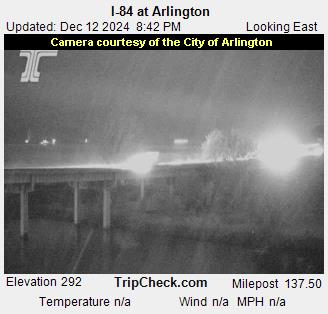 I-84 at Arlington
Updated: Dec 12 2024 8:42 PM Looking East
Camera courtesy of the City of Arlington
Elevation 292 TripCheck.com Milepost 137.50
Temperature n/a Wind n/a MPH n/a